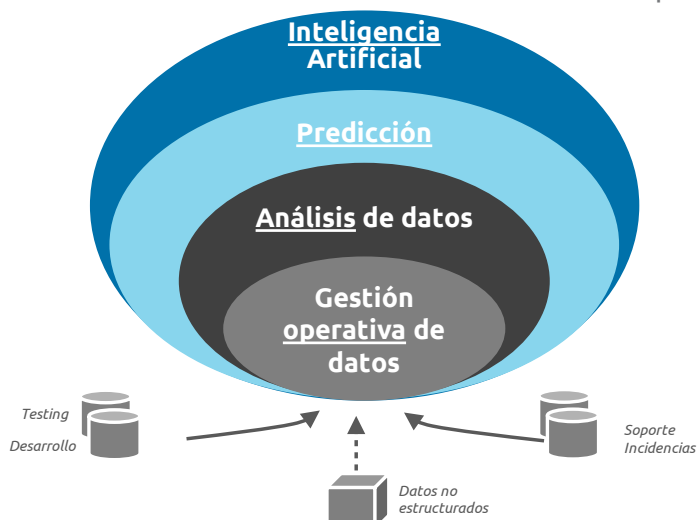 Inteligencia
Artificial
Predicción
Análisis de datos
Gestión
operativa de
datos
Testing
Desarrollo
Soporte
Incidencias
Datos no
estructurados